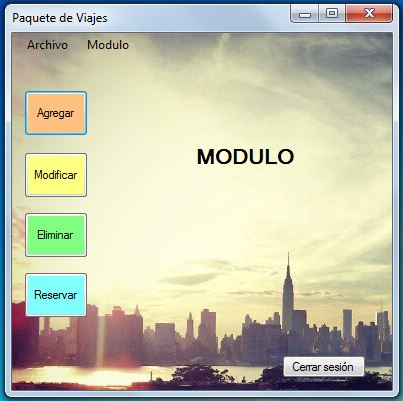 Paquete de Viajes
Archivo Modulo
Agregar
MODULO
Modificar
Eliminar
Reservar
Cerrar sesión